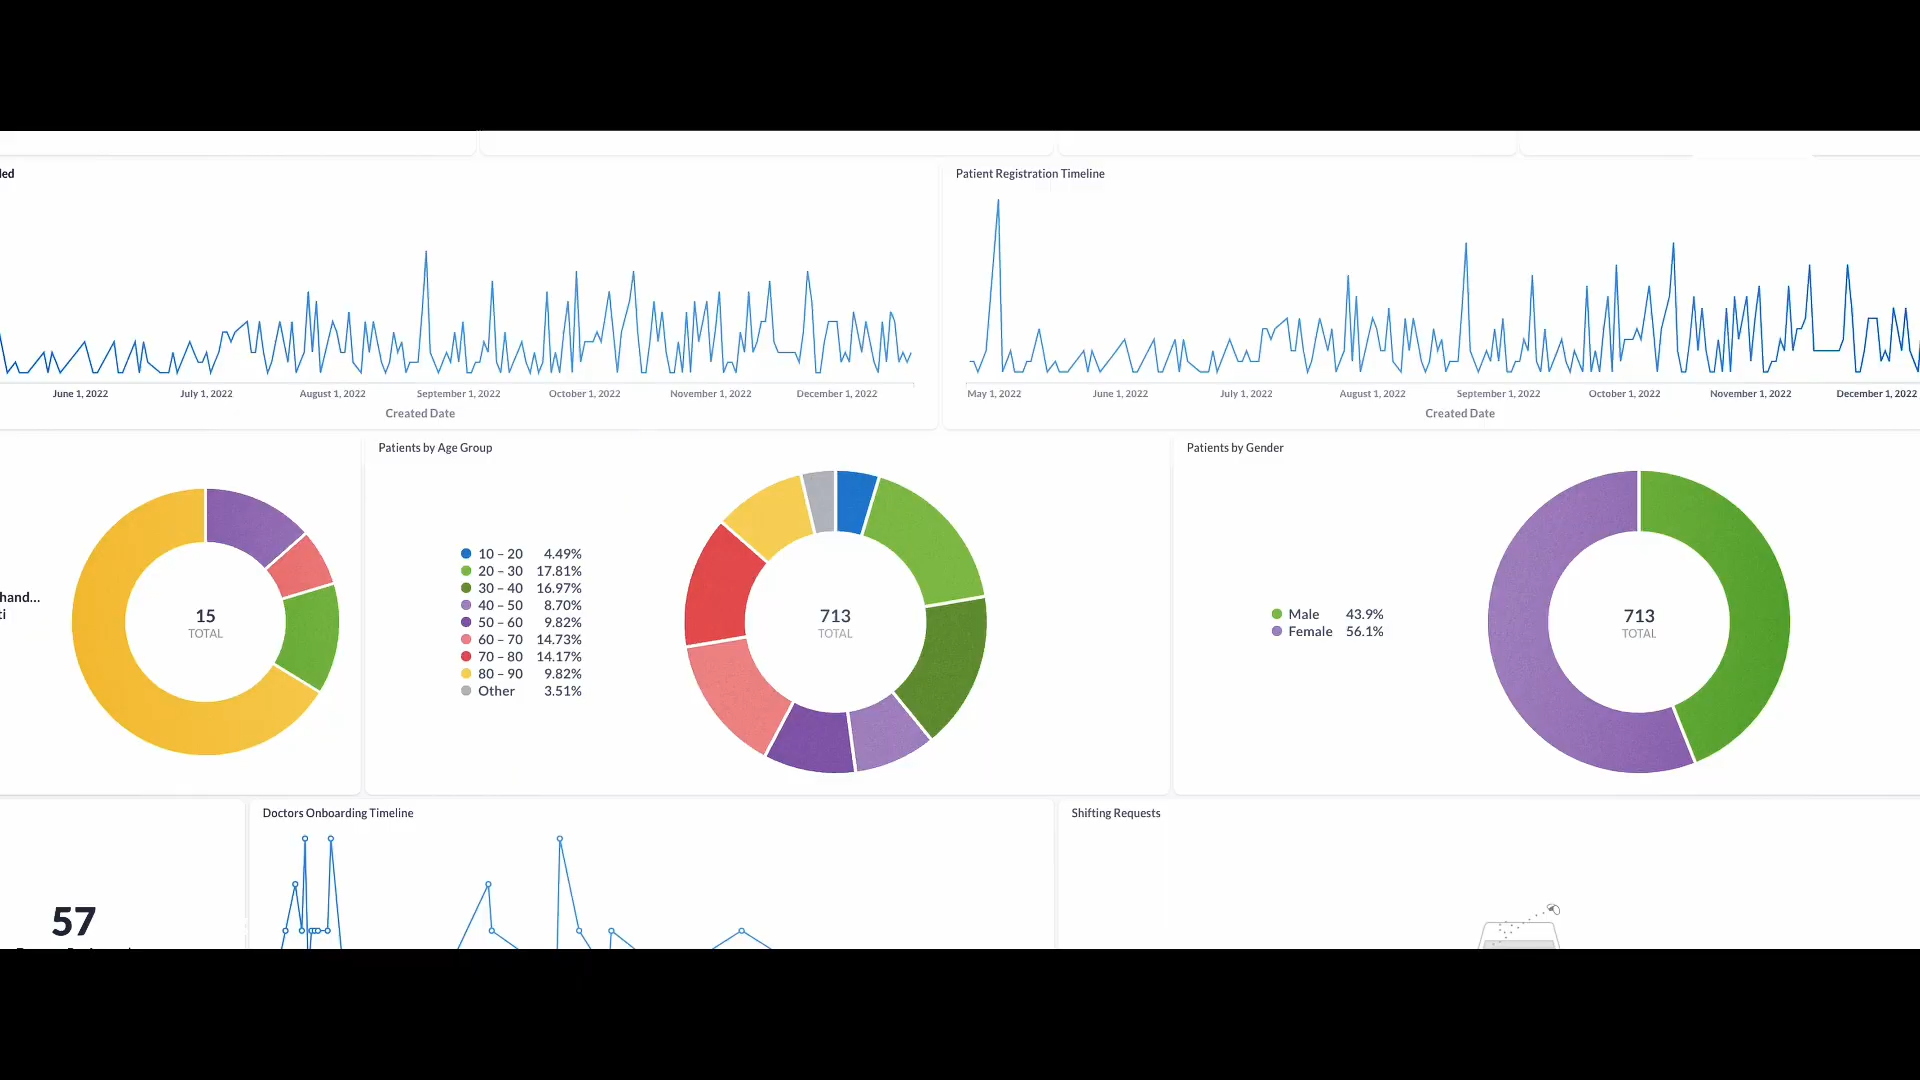 led
Patient Registration Timeline
June 1, 2022 July 1, 2022 August 1, 2022 September 1, 2022 October 1, 2022 November 1, 2022 December 1, 2022
Created Date
May 1, 2022 June 1, 2022 July 1, 2022 August 1, 2022 September 1, 2022 October 1, 2022 November 1, 2022 December 1, 2022
Created Date
hand...
ti
15
TOTAL
Patients by Age Group
10 – 20 4.49%
20 – 30 17.81%
30 – 40 16.97%
40 – 50 8.70%
50 – 60 9.82%
60 – 70 14.73%
70 – 80 14.17%
80 – 90 9.82%
Other 3.51%
713
TOTAL
Patients by Gender
Male 43.9%
Female 56.1%
713
TOTAL
57
Doctors Onboarding Timeline
Shifting Requests